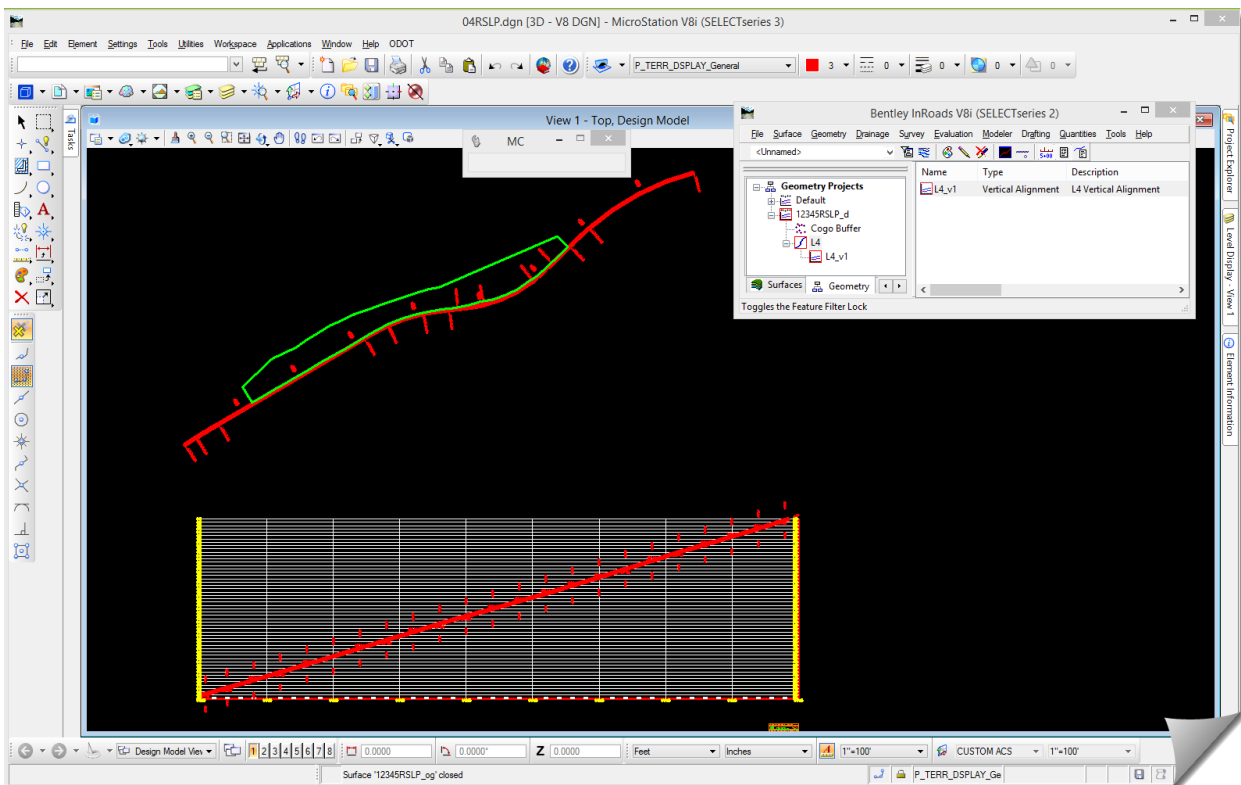 04RSLP.dgn [3D - V8 DGN] - MicroStation V8i (SELECTseries 3)
File Edit Element Settings Tools Utilities Workspace Applications Window Help ODOT
P_TERR_DSPLAY_General 3 0 0 0 0
View 1 - Top, Design Model
Tasks
MC
Bentley InRoads V8i (SELECTseries 2)
File Surface Geometry Drainage Survey Evaluation Modeler Drafting Quantities Tools Help
<Unnamed>
Geometry Projects
Default
12345RSLP_d
Cogo Buffer
L4
L4_v1
Surfaces Geometry
Name Type Description
L4_v1 Vertical Alignment L4 Vertical Alignment
Toggles the Feature Filter Lock
Project Explorer
Level Display - View 1
Element Information
Design Model View 1 2 3 4 5 6 7 8 0.0000 0.0000° Z 0.0000 Feet Inches 1"=100' CUSTOM ACS 1"=100'
Surface '12345RSLP_og' closed P_TERR_DSPLAY_Ge